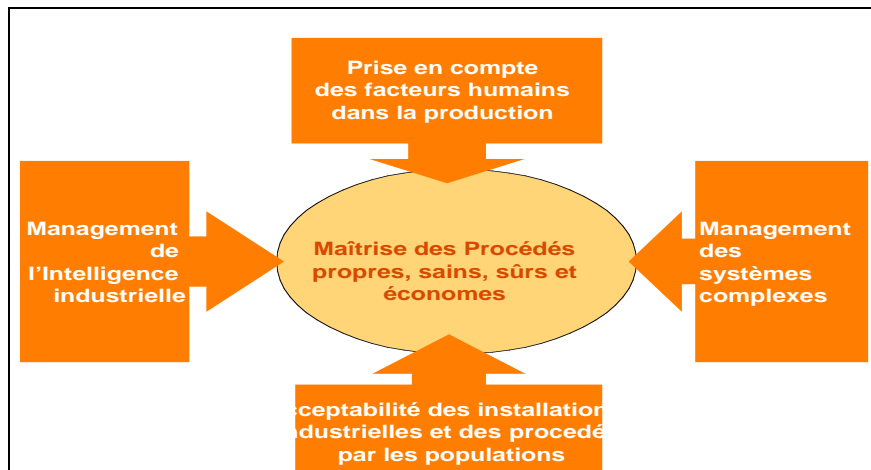 Prise en compte
des facteurs humains
dans la production
Management
de
l'Intelligence
industrielle
Maîtrise des Procédés
propres, sains, sûrs et
économes
Management
des
systèmes
complexes
cceptabilité des installation
ndustrielles et des procedé
par les populations